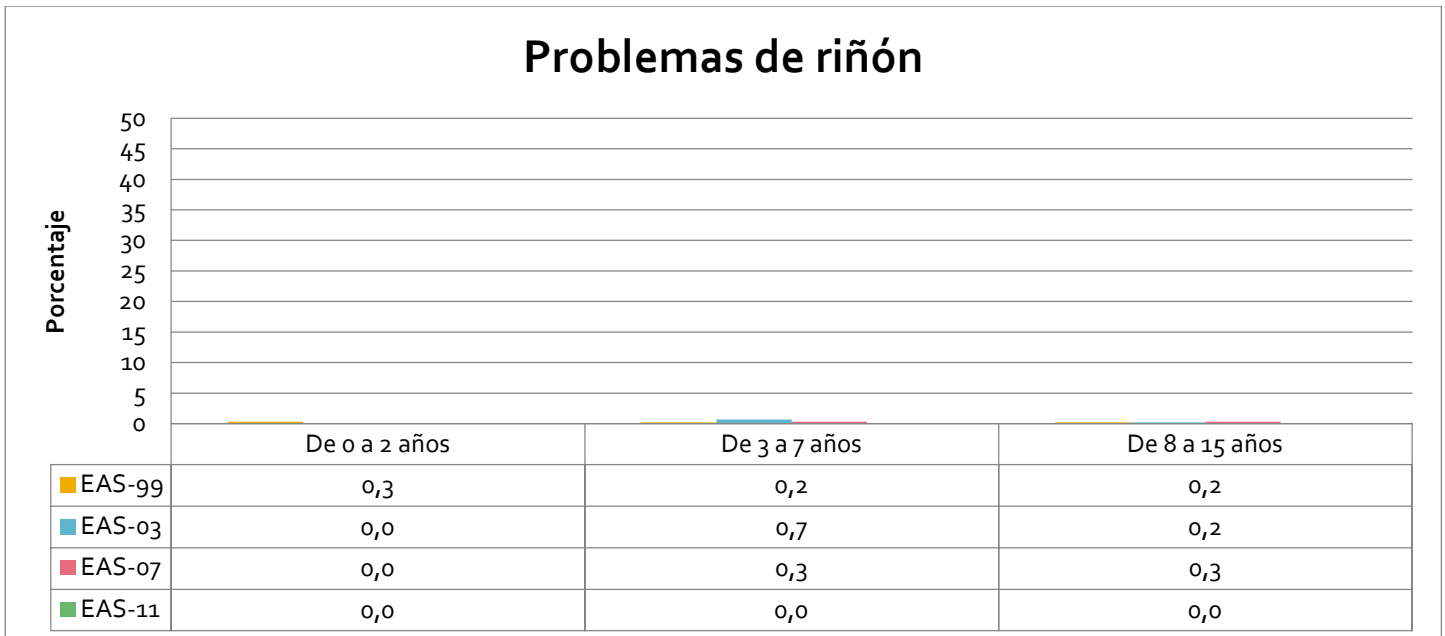 Problemas de riñón
Porcentaje
50
45
40
35
30
25
20
15
10
5
0
De 0 a 2 años De 3 a 7 años De 8 a 15 años
EAS-99 0,3 0,2 0,2
EAS-03 0,0 0,7 0,2
EAS-07 0,0 0,3 0,3
EAS-11 0,0 0,0 0,0